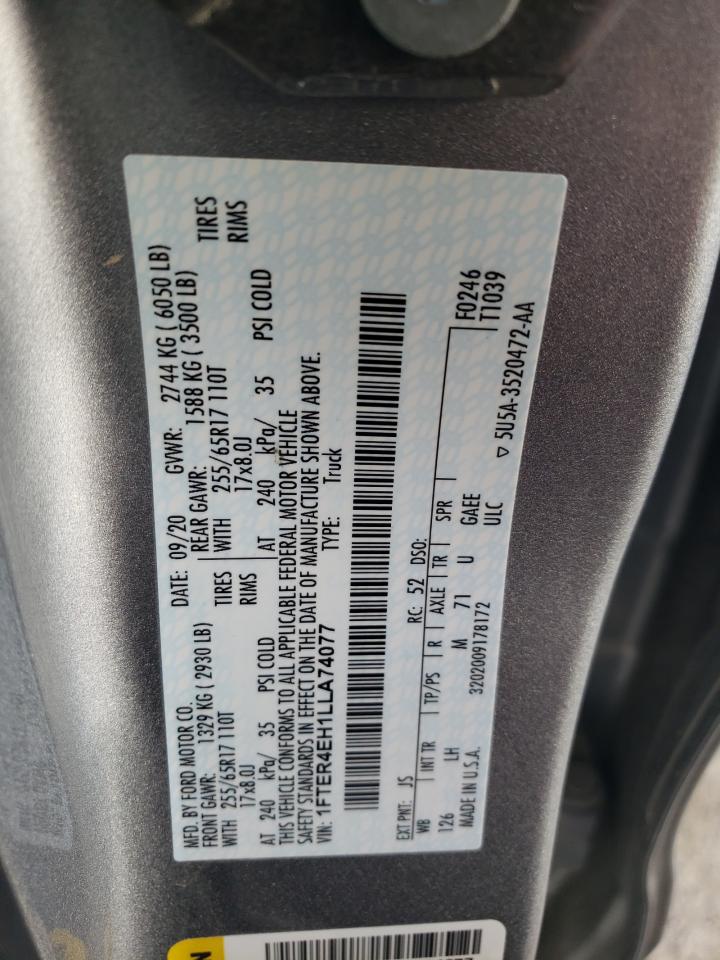 MFD. BY FORD MOTOR CO.
DATE: 09/20 GVWR: 2744 KG ( 6050 LB)
FRONT GAWR: 1329 KG ( 2930 LB) REAR GAWR: 1588 KG ( 3500 LB)
WITH 255/65R17 110T TIRES WITH 255/65R17 110T TIRES
17x8.0J RIMS 17x8.0J RIMS
AT 240 kPa/ 35 PSI COLD AT 240 kPa/ 35 PSI COLD
THIS VEHICLE CONFORMS TO ALL APPLICABLE FEDERAL MOTOR VEHICLE
SAFETY STANDARDS IN EFFECT ON THE DATE OF MANUFACTURE SHOWN ABOVE.
VIN: 1FTER4EH1LLA74077 TYPE: Truck
F0246
T1039
EXT PNT: JS RC: 52 DSO:
WB INT TR TP/PS R AXLE TR SPR
126 LH M 71 U GAEE
MADE IN U.S.A. 3202009178172 ULC
▽ 5U5A-3520472-AA